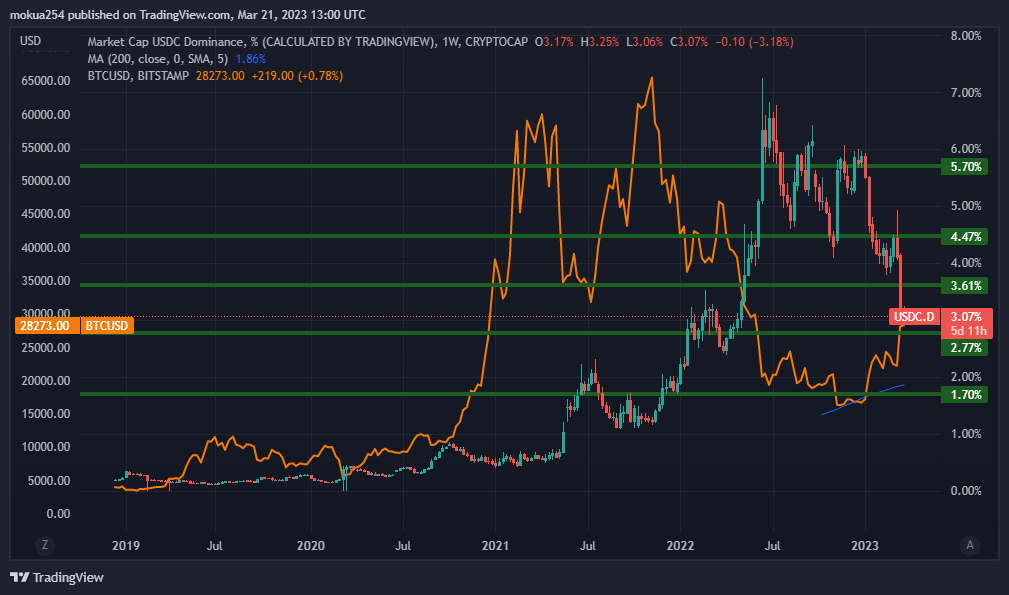 mokua254 published on TradingView.com, Mar 21, 2023 13:00 UTC
USD
Market Cap USDC Dominance, % (CALCULATED BY TRADINGVIEW), 1W, CRYPTOCAP O3.17% H3.25% L3.06% C3.07% −0.10 (−3.18%)
MA (200, close, 0, SMA, 5) 1.86%
BTCUSD, BITSTAMP 28273.00 +219.00 (+0.78%)
65000.00
60000.00
55000.00
50000.00
45000.00
40000.00
35000.00
30000.00
28273.00 BTCUSD
25000.00
20000.00
15000.00
10000.00
5000.00
0.00
8.00%
7.00%
6.00%
5.70%
5.00%
4.47%
4.00%
3.61%
USDC.D 3.07%
5d 11h
2.77%
2.00%
1.70%
1.00%
0.00%
Z 2019 Jul 2020 Jul 2021 Jul 2022 Jul 2023 A
TradingView